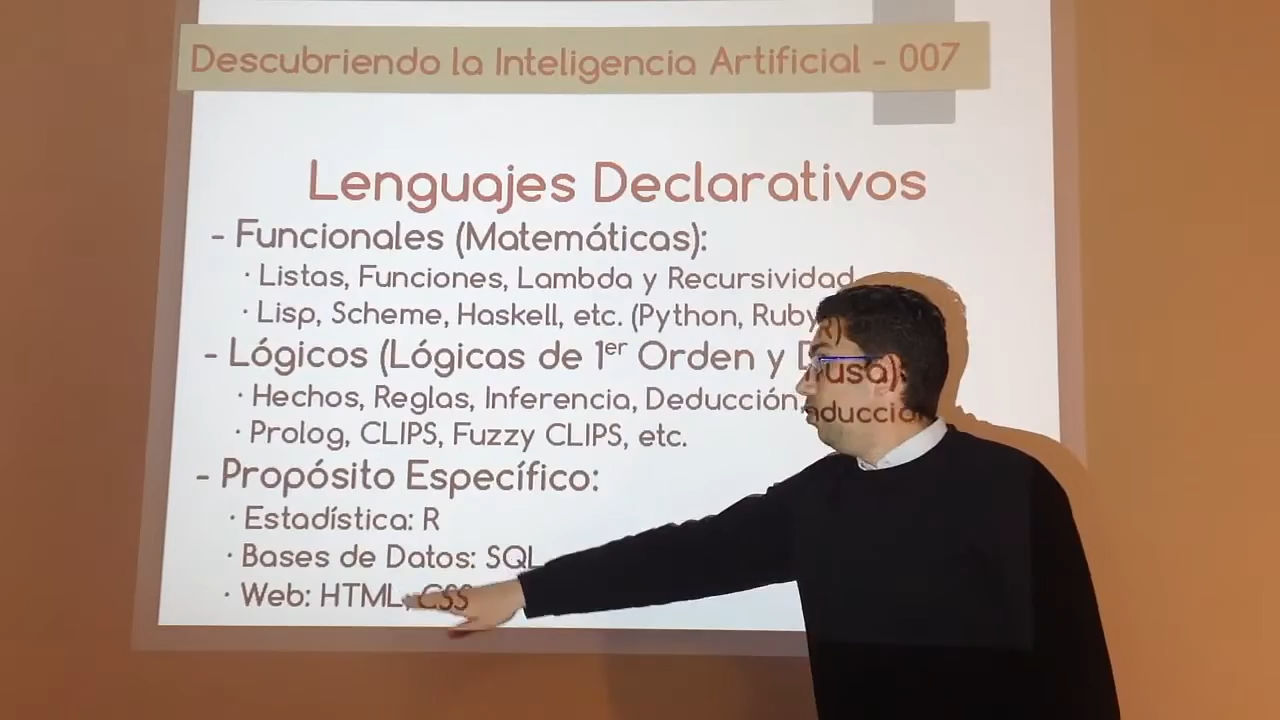 Descubriendo la Inteligencia Artificial - 007
Lenguajes Declarativos
- Funcionales (Matemáticas):
· Listas, Funciones, Lambda y Recursividad
· Lisp, Scheme, Haskell, etc. (Python, Ruby, R)
- Lógicos (Lógicas de 1er Orden y Difusa):
· Hechos, Reglas, Inferencia, Deducción,
· Prolog, CLIPS, Fuzzy CLIPS, etc.
- Propósito Específico:
· Estadística: R
· Bases de Datos: SQL
· Web: HTML, CSS